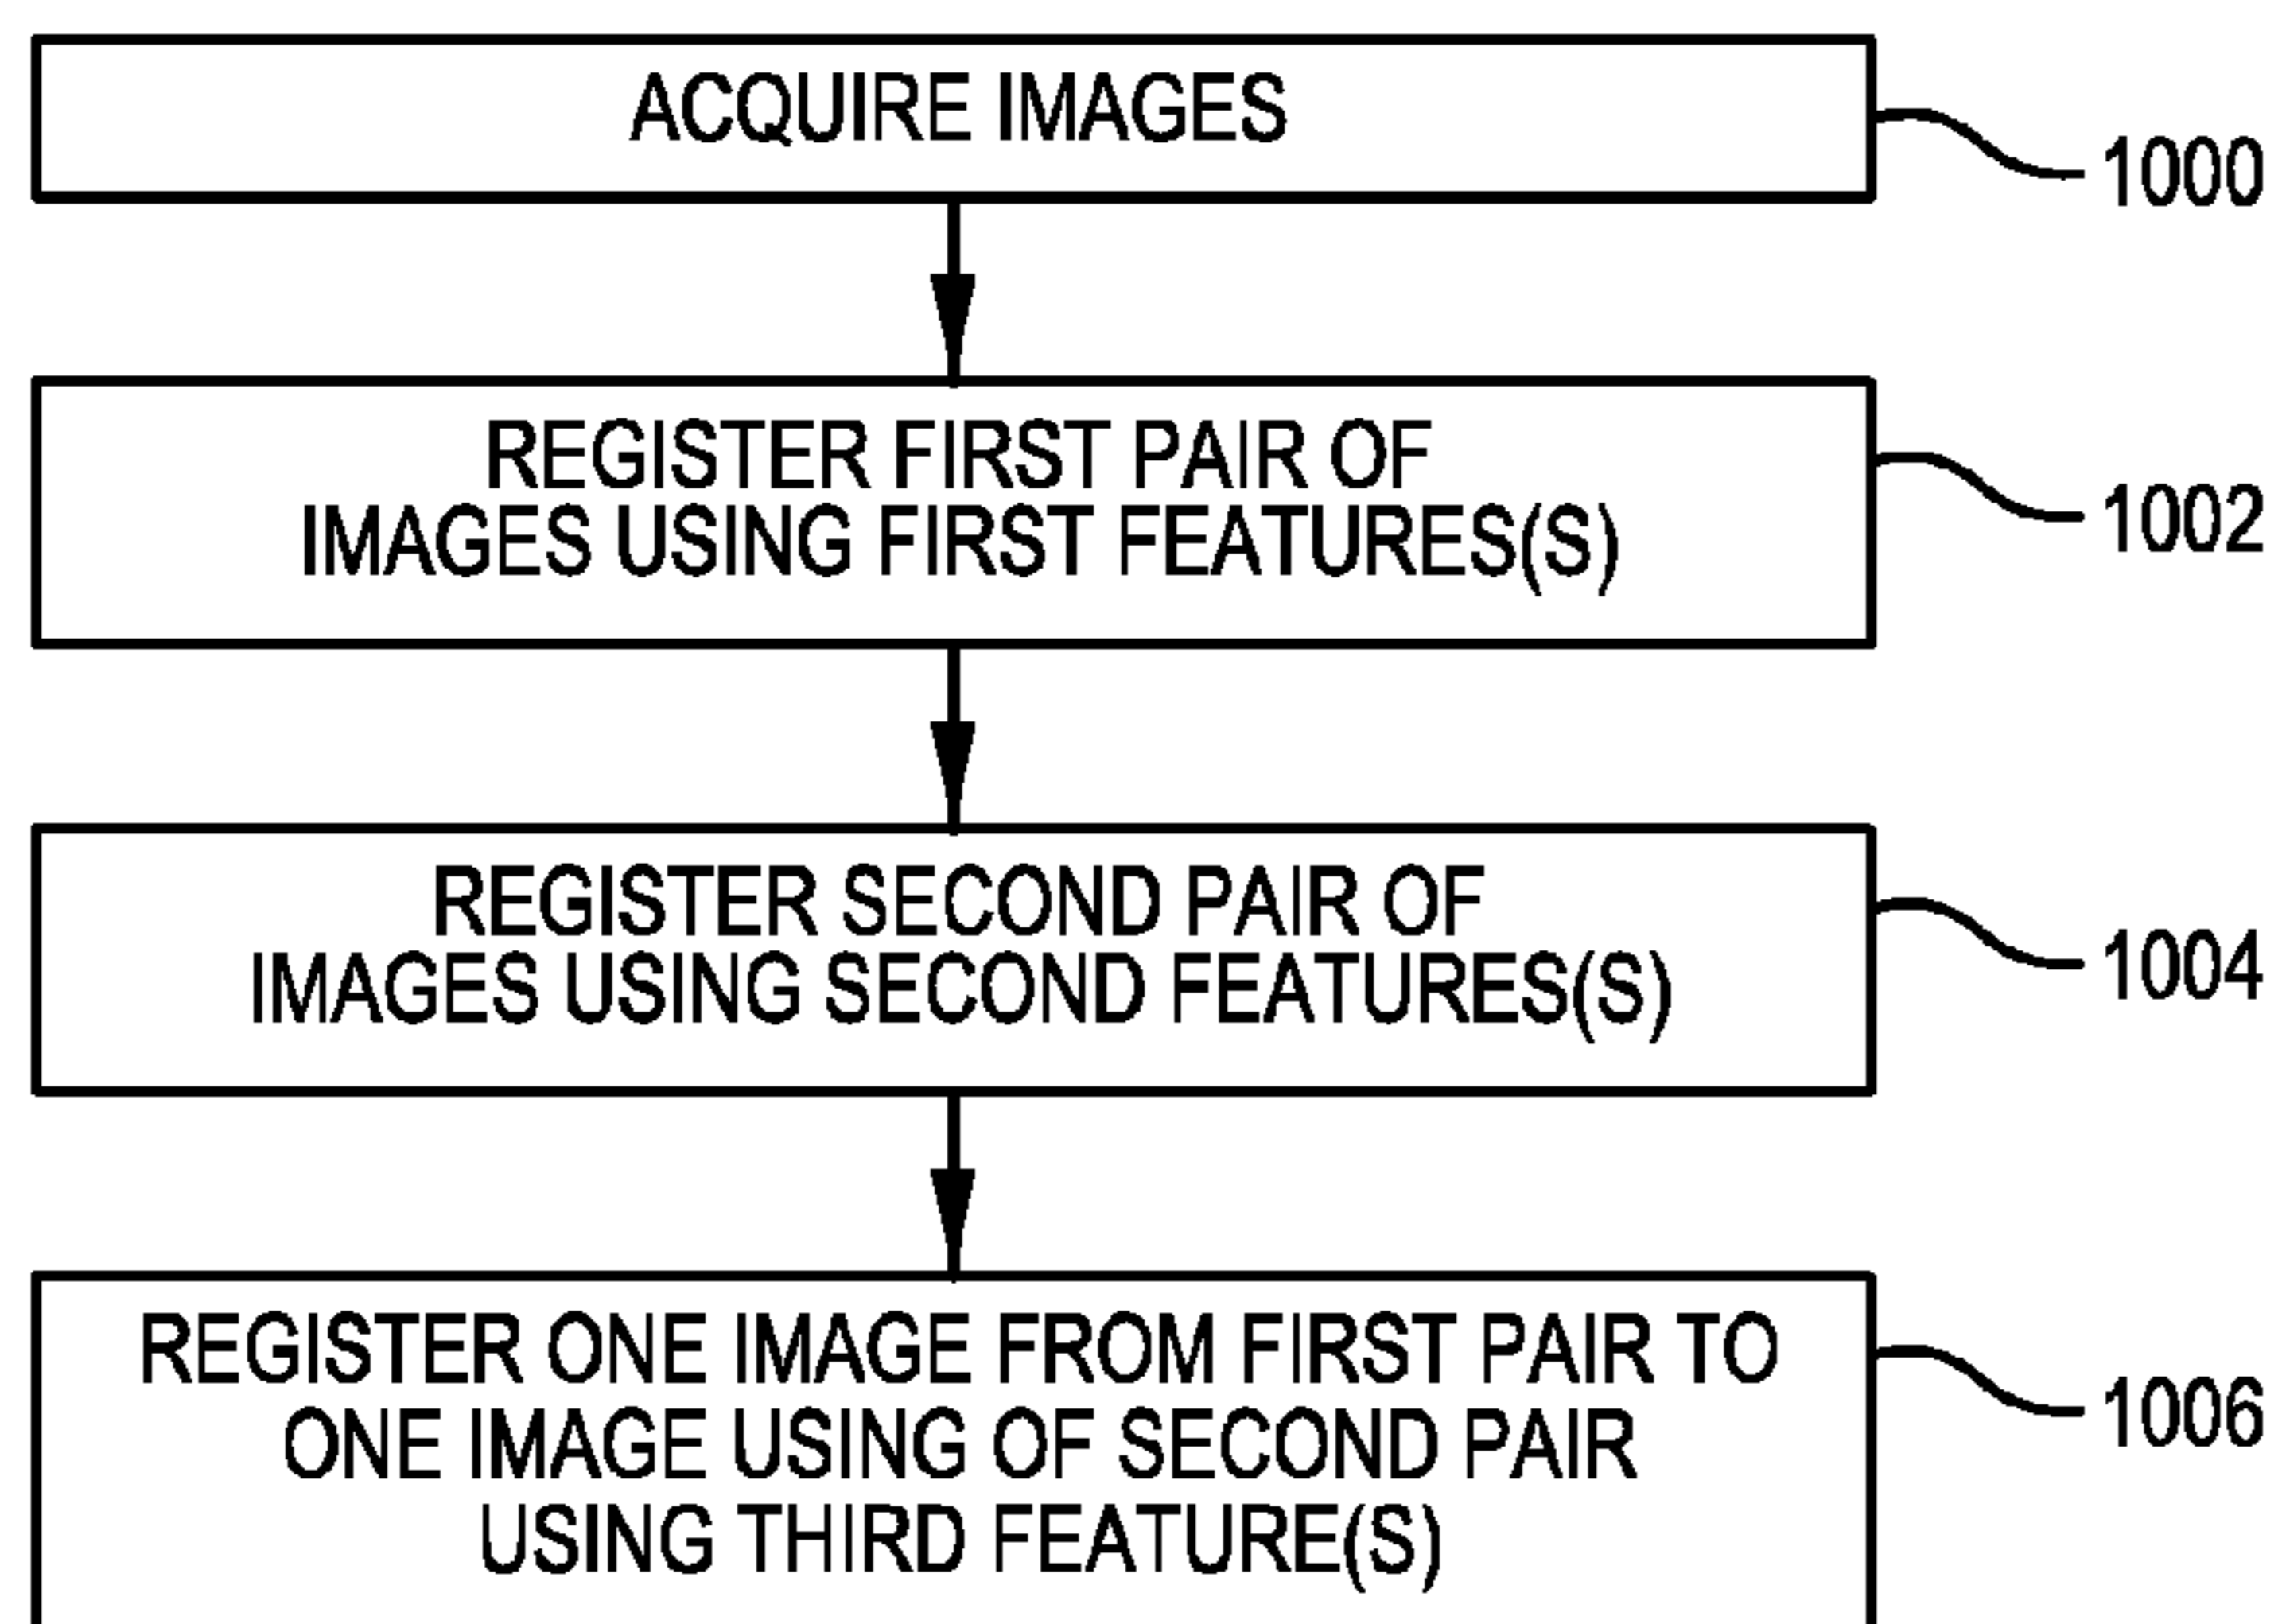 ACQUIRE IMAGES
1000
REGISTER FIRST PAIR OF
IMAGES USING FIRST FEATURES(S)
1002
REGISTER SECOND PAIR OF
IMAGES USING SECOND FEATURES(S)
1004
REGISTER ONE IMAGE FROM FIRST PAIR TO
ONE IMAGE USING OF SECOND PAIR
USING THIRD FEATURE(S)
1006